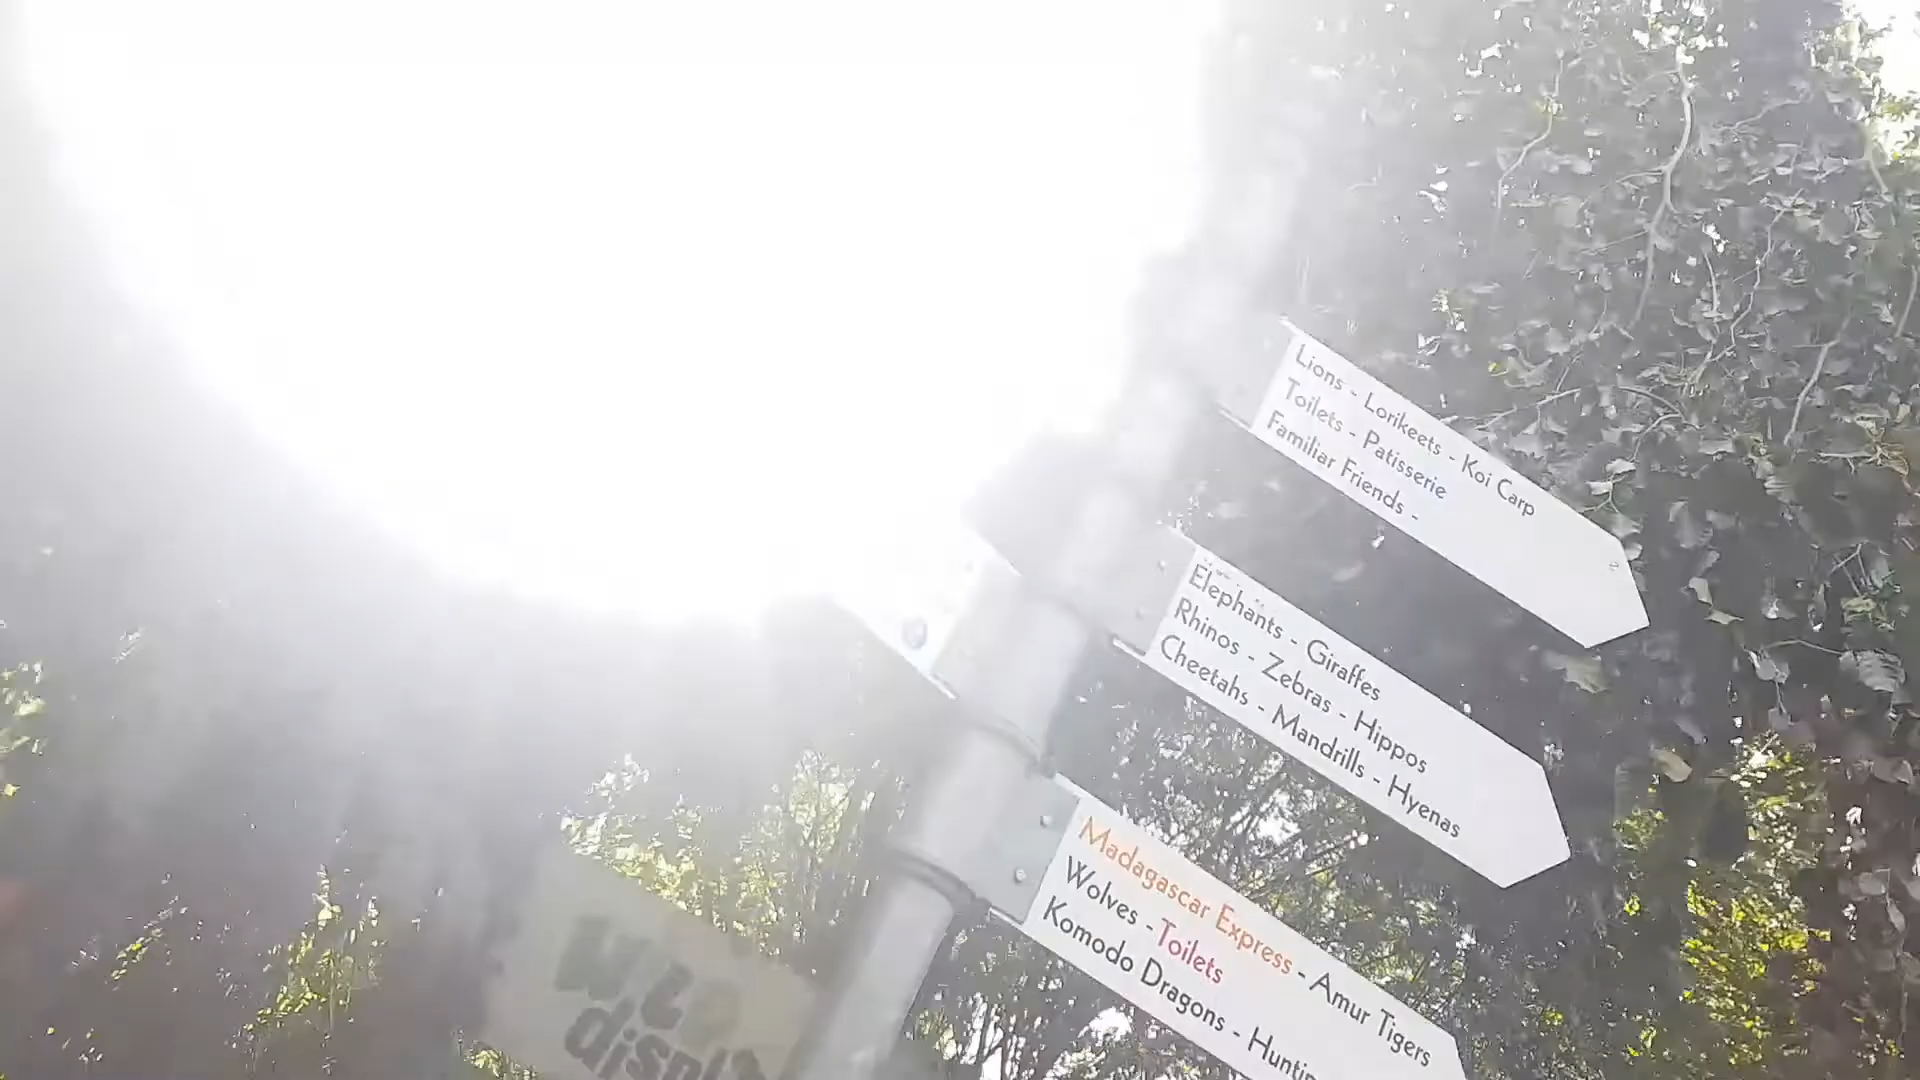 Lions - Lorikeets - Koi Carp
Toilets - Patisserie
Familiar Friends -
Elephants - Giraffes
Rhinos - Zebras - Hippos
Cheetahs - Mandrills - Hyenas
Madagascar Express - Amur Tigers
Wolves - Toilets
Komodo Dragons -